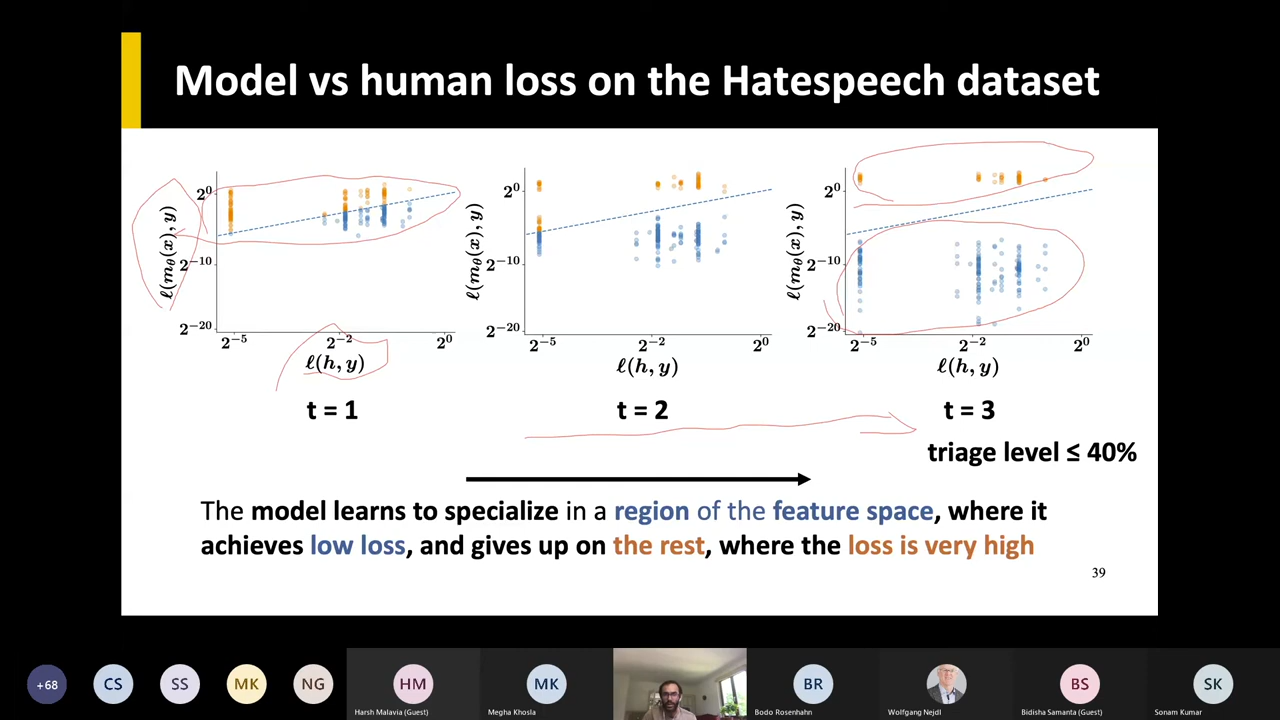 Model vs human loss on the Hatespeech dataset
ℓ(m_θ(x), y)
2^0
2^-10
2^-20
2^-5
2^-2
2^0
ℓ(h, y)
t = 1
ℓ(m_θ(x), y)
2^0
2^-10
2^-20
2^-5
2^-2
2^0
ℓ(h, y)
t = 2
ℓ(m_θ(x), y)
2^0
2^-10
2^-20
2^-5
2^-2
2^0
ℓ(h, y)
t = 3
triage level ≤ 40%
The model learns to specialize in a region of the feature space, where it
achieves low loss, and gives up on the rest, where the loss is very high
39
+68
CS
SS
MK
NG
HM
Harsh Malavia (Guest)
MK
Megha Khosla
BR
Bodo Rosenhahn
Wolfgang Nejdl
BS
Bidisha Samanta (Guest)
SK
Sonam Kumar